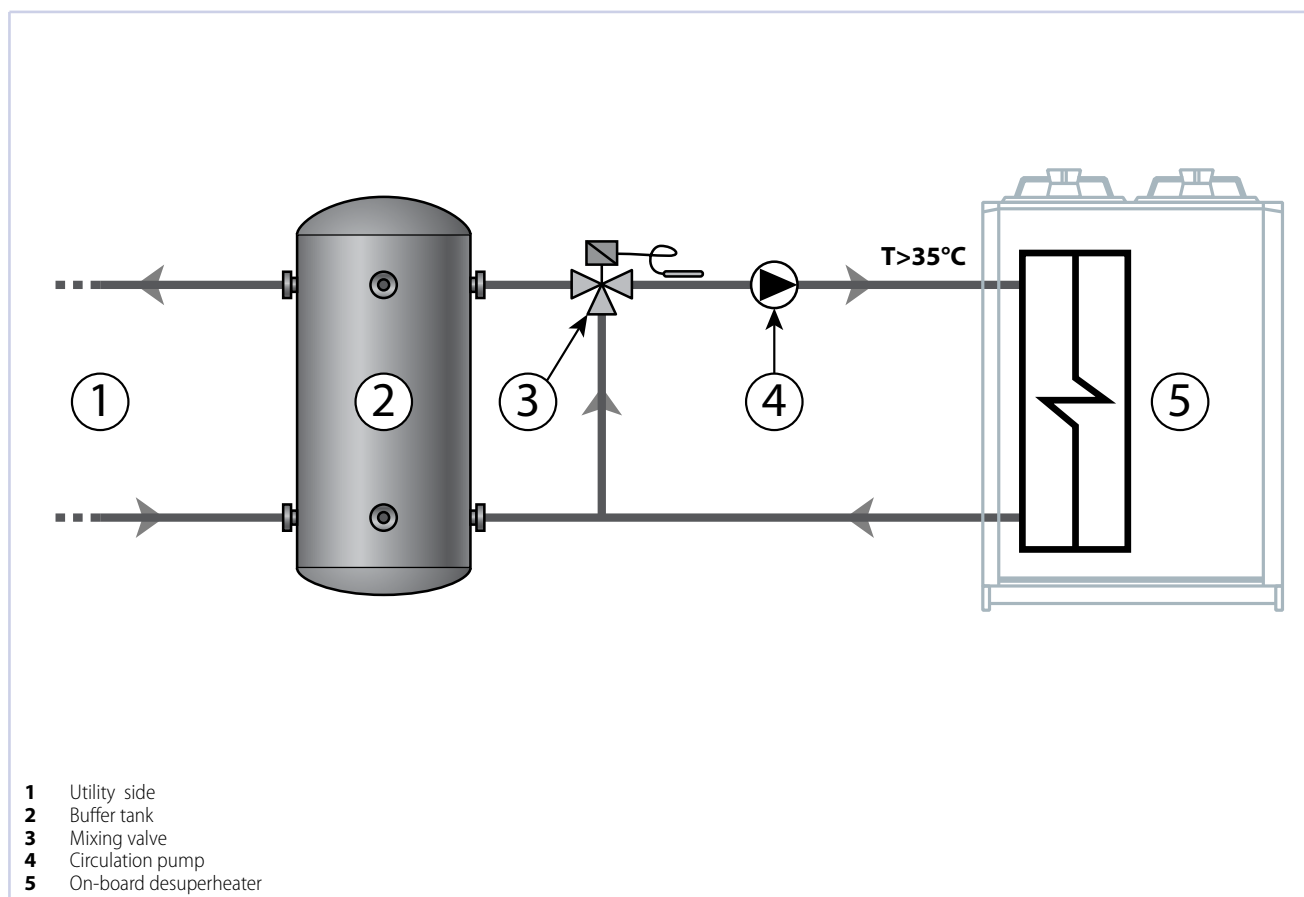 T>35°C
1
2
3
4
5
1 Utility side
2 Buffer tank
3 Mixing valve
4 Circulation pump
5 On-board desuperheater